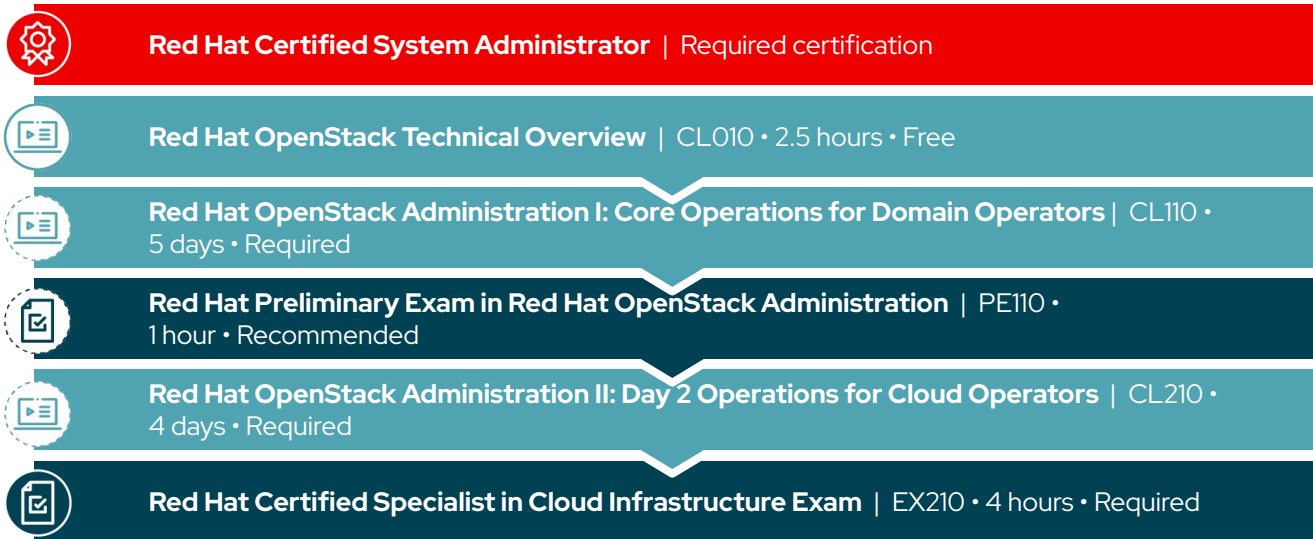 Red Hat Certified System Administrator | Required certification
Red Hat OpenStack Technical Overview | CL010 • 2.5 hours • Free
Red Hat OpenStack Administration I: Core Operations for Domain Operators | CL110 •
5 days • Required
Red Hat Preliminary Exam in Red Hat OpenStack Administration | PE110 •
1 hour • Recommended
Red Hat OpenStack Administration II: Day 2 Operations for Cloud Operators | CL210 •
4 days • Required
Red Hat Certified Specialist in Cloud Infrastructure Exam | EX210 • 4 hours • Required